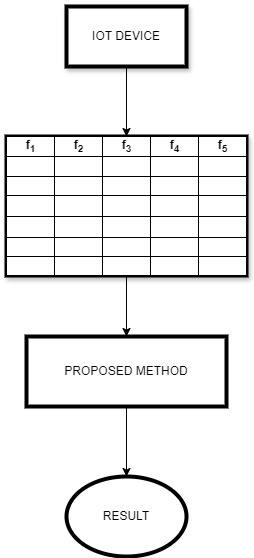 IOT DEVICE
f1 f2 f3 f4 f5
PROPOSED METHOD
RESULT